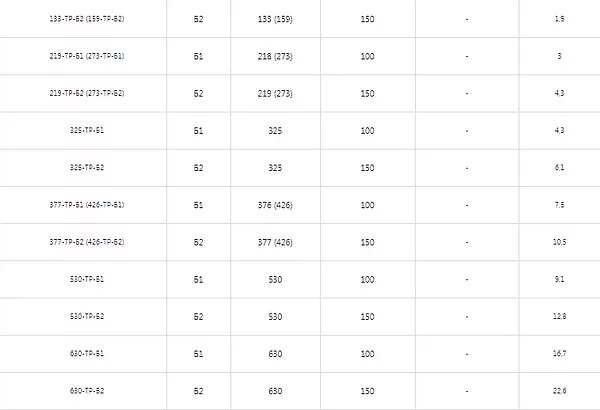 133-ТР-Б2 (159-ТР-Б2) Б2 133 (159) 150 - 1,9
219-ТР-Б1 (273-ТР-Б1) Б1 218 (273) 100 - 3
219-ТР-Б2 (273-ТР-Б2) Б2 219 (273) 150 - 4,3
325-ТР-Б1 Б1 325 100 - 4,3
325-ТР-Б2 Б2 325 150 - 6,1
377-ТР-Б1 (426-ТР-Б1) Б1 376 (426) 100 - 7,5
377-ТР-Б2 (426-ТР-Б2) Б2 377 (426) 150 - 10,5
530-ТР-Б1 Б1 530 100 - 9,1
530-ТР-Б2 Б2 530 150 - 12,8
630-ТР-Б1 Б1 630 100 - 16,7
630-ТР-Б2 Б2 630 150 - 22,6